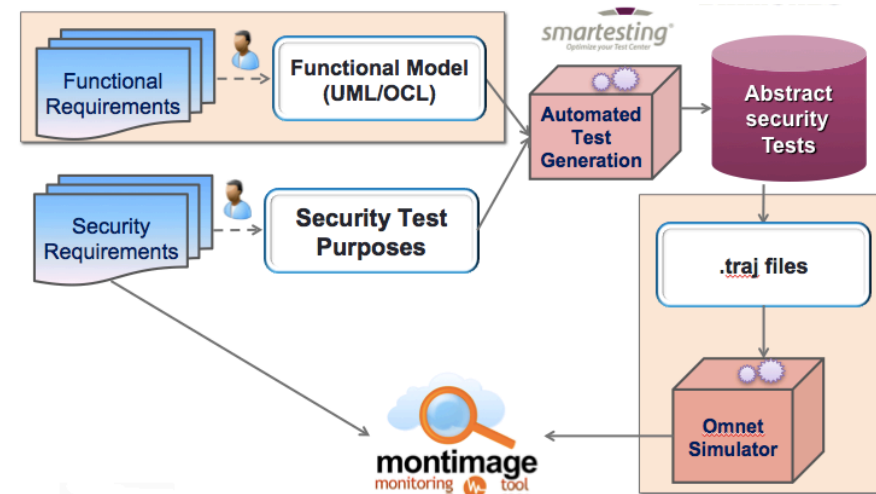 smartesting®
Optimize your Test Center
Functional
Requirements
Functional Model
(UML/OCL)
Automated
Test
Generation
Abstract
security
Tests
Security
Requirements
Security Test
Purposes
.traj files
Omnet
Simulator
montimage
monitoring tool